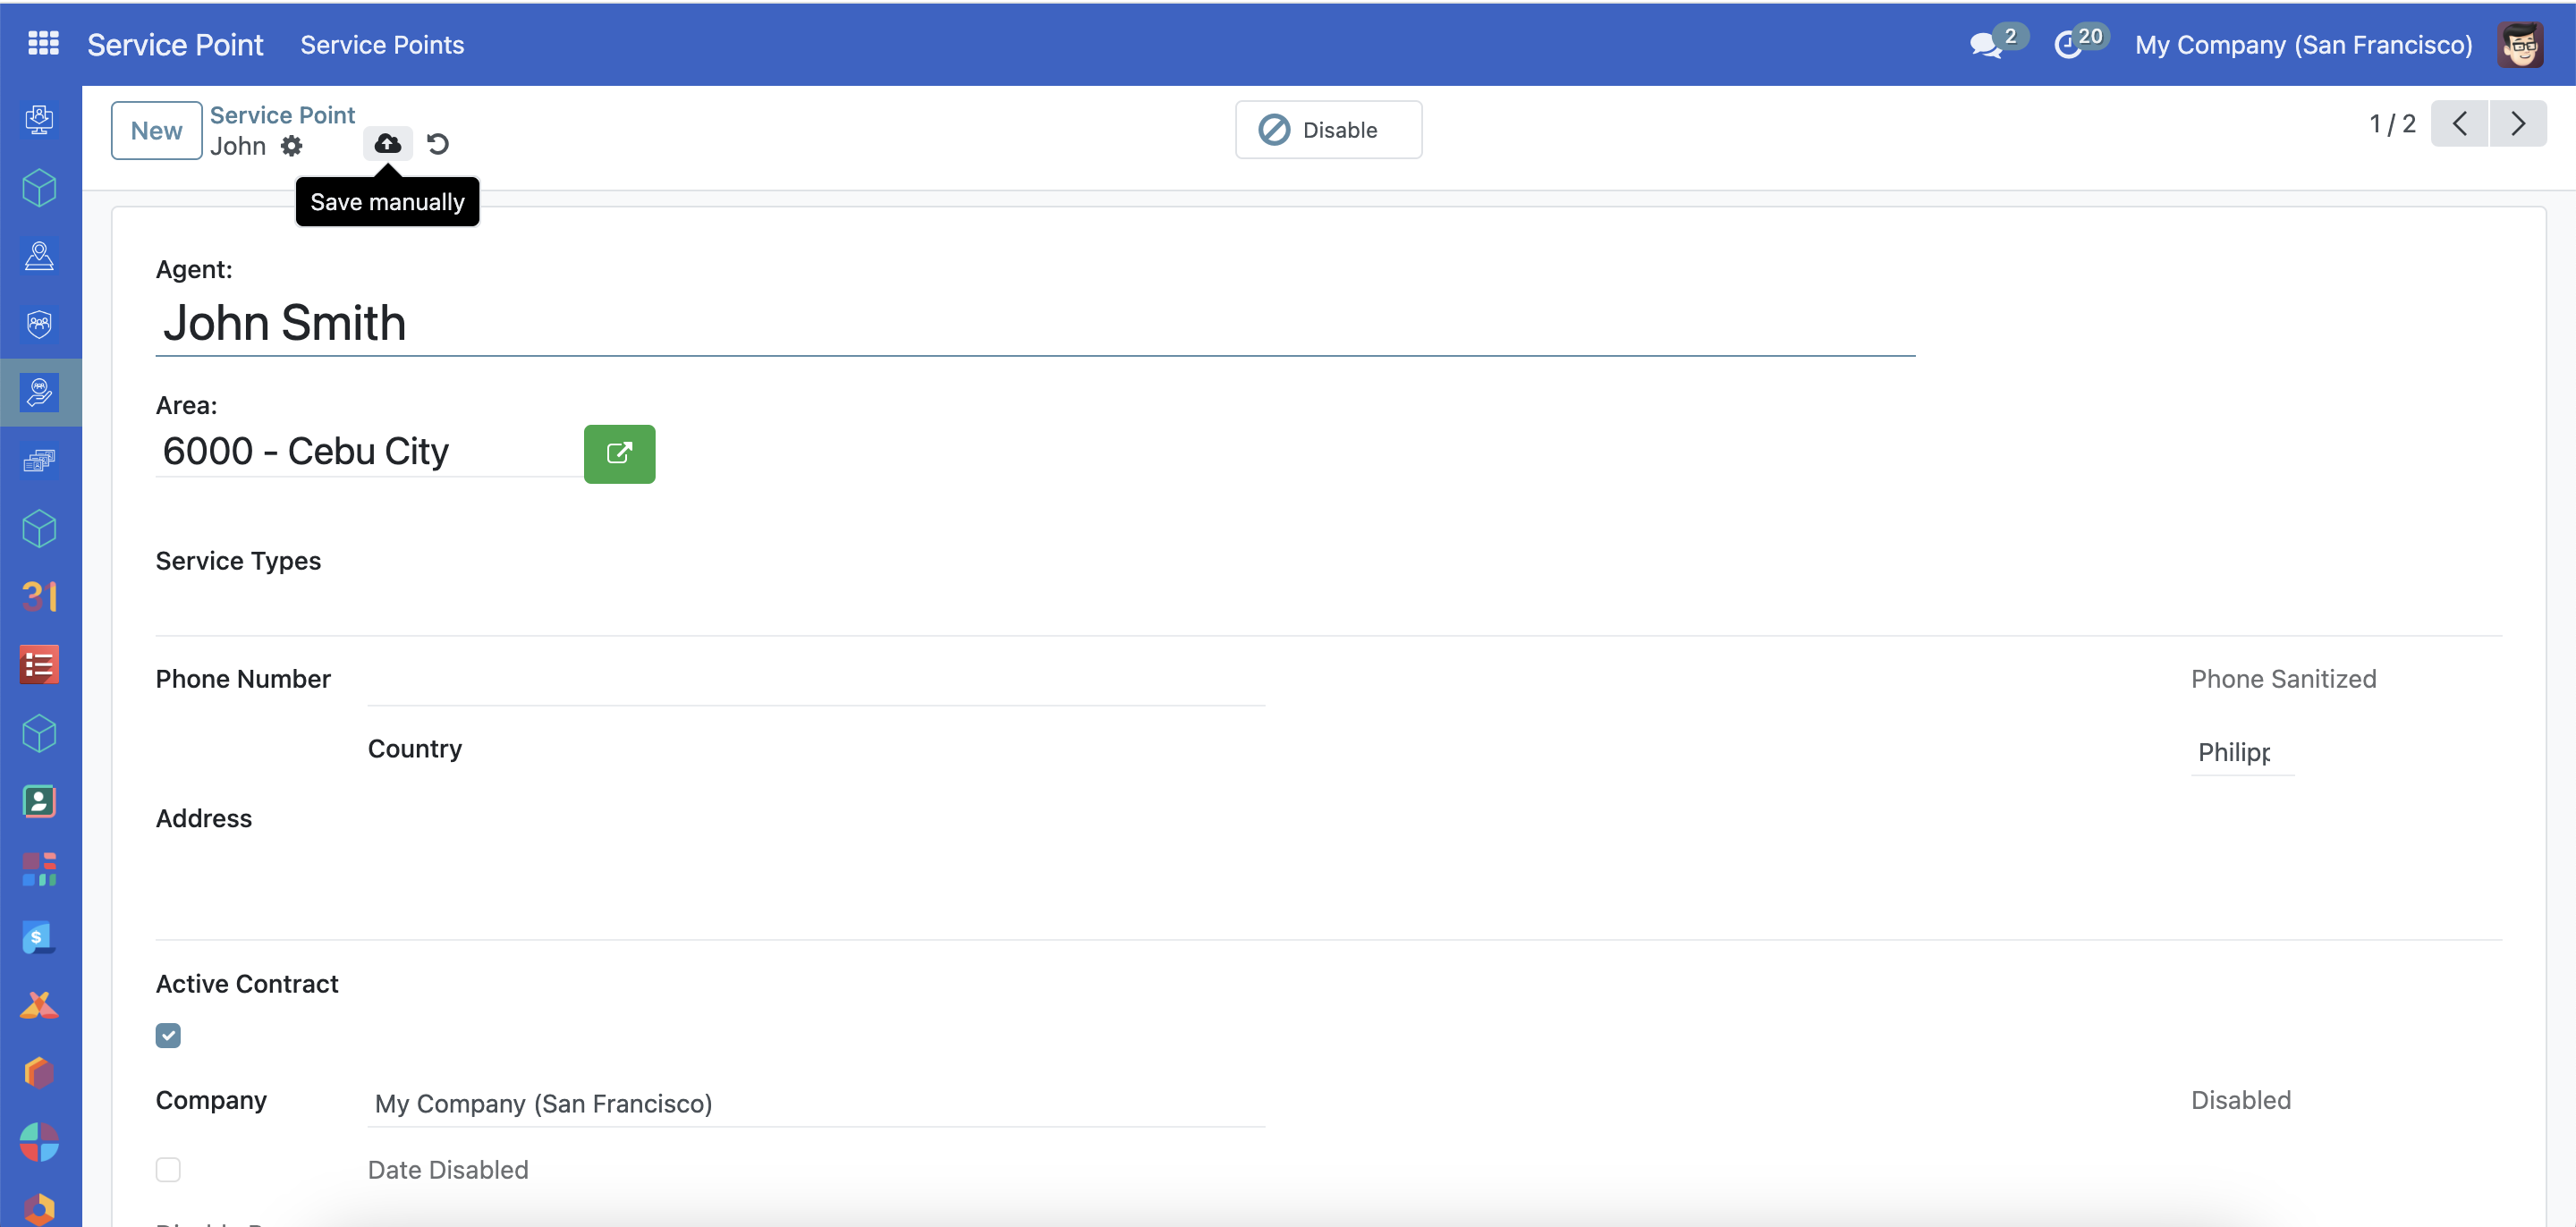 Service Point Service Points 2 20 My Company (San Francisco)
New Service Point
John
Disable
1 / 2
Save manually
Agent:
John Smith
Area:
6000 - Cebu City
Service Types
31
Phone Number Phone Sanitized
Country Philipp
Address
$
Active Contract
Company My Company (San Francisco) Disabled
Date Disabled